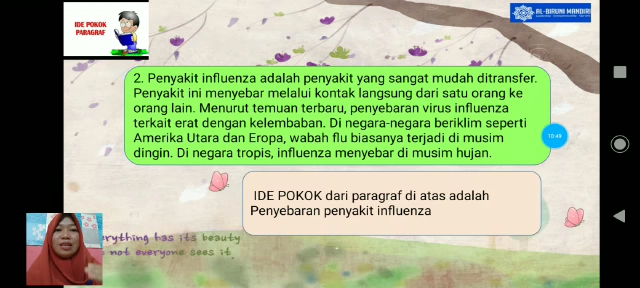 IDE POKOK
PARAGRAF
AL-BIRUNI MANDIRI
2. Penyakit influenza adalah penyakit yang sangat mudah ditransfer.
Penyakit ini menyebar melalui kontak langsung dari satu orang ke
orang lain. Menurut temuan terbaru, penyebaran virus influenza
terkait erat dengan kelembaban. Di negara-negara beriklim seperti
Amerika Utara dan Eropa, wabah flu biasanya terjadi di musim
dingin. Di negara tropis, influenza menyebar di musim hujan.
10:49
IDE POKOK dari paragraf di atas adalah
Penyebaran penyakit influenza
erything has its beauty
not everyone sees it,